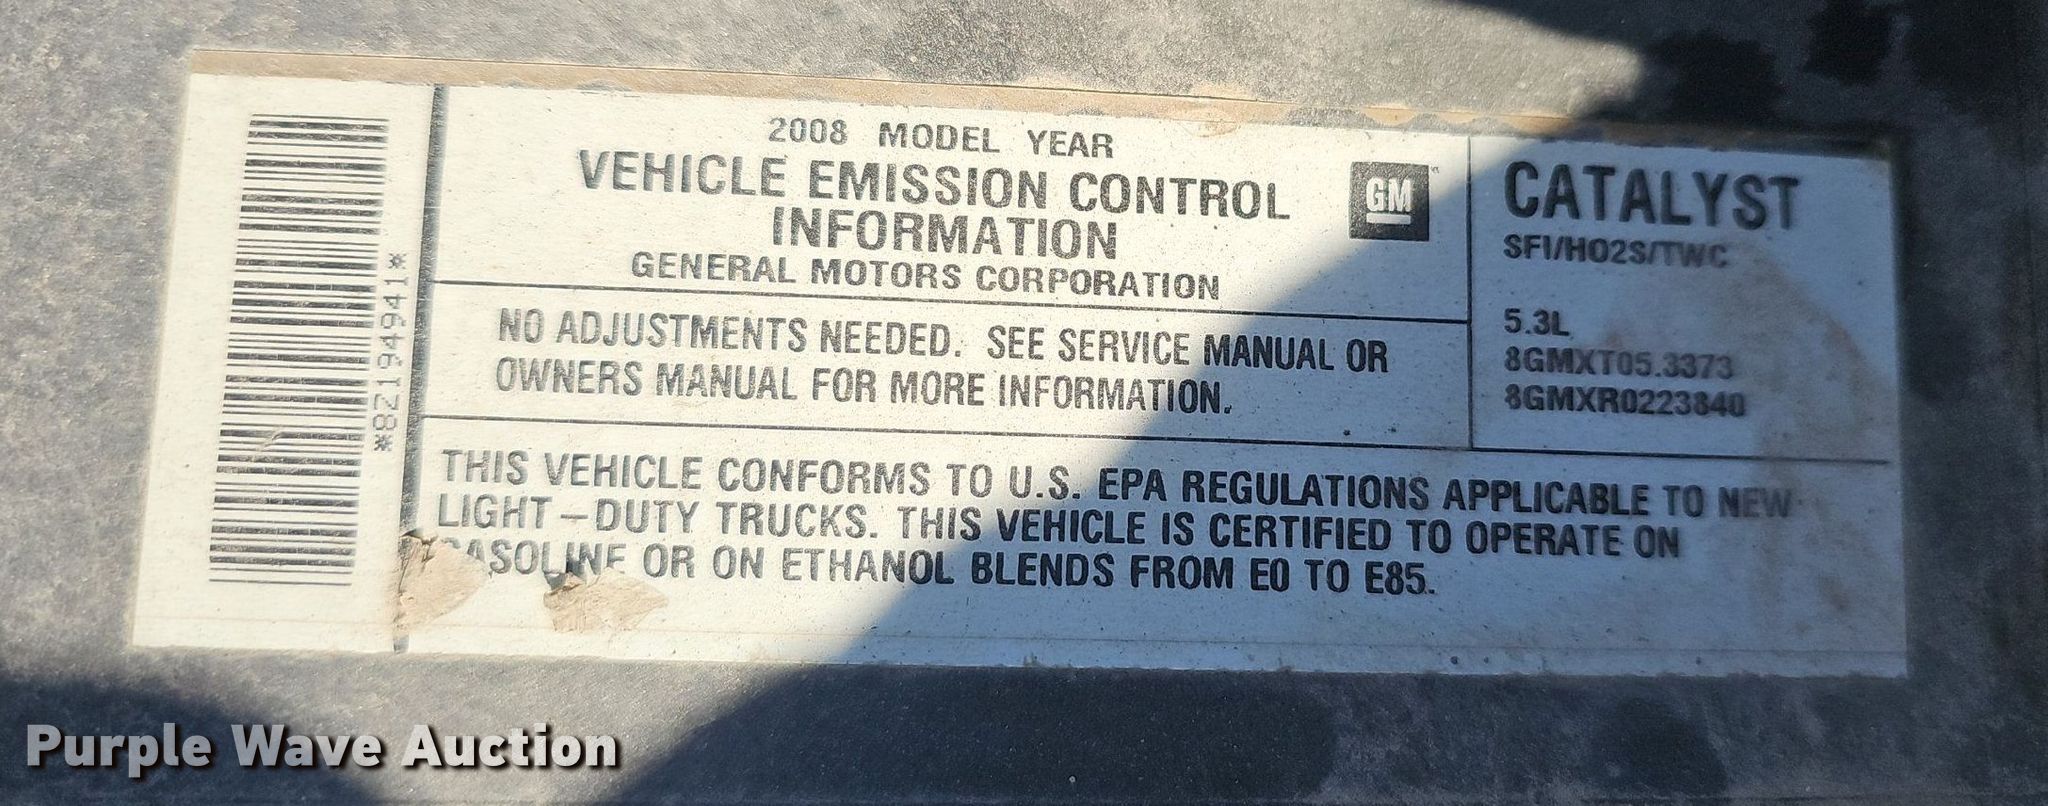 *82194941*
2008 MODEL YEAR
VEHICLE EMISSION CONTROL
INFORMATION
GENERAL MOTORS CORPORATION
GM
NO ADJUSTMENTS NEEDED. SEE SERVICE MANUAL OR
OWNERS MANUAL FOR MORE INFORMATION.
CATALYST
SFI/HO2S/TWC
5.3L
8GMXT05.3373
8GMXR0223840
THIS VEHICLE CONFORMS TO U.S. EPA REGULATIONS APPLICABLE TO NEW
LIGHT-DUTY TRUCKS. THIS VEHICLE IS CERTIFIED TO OPERATE ON
GASOLINE OR ON ETHANOL BLENDS FROM E0 TO E85.
Purple Wave Auction